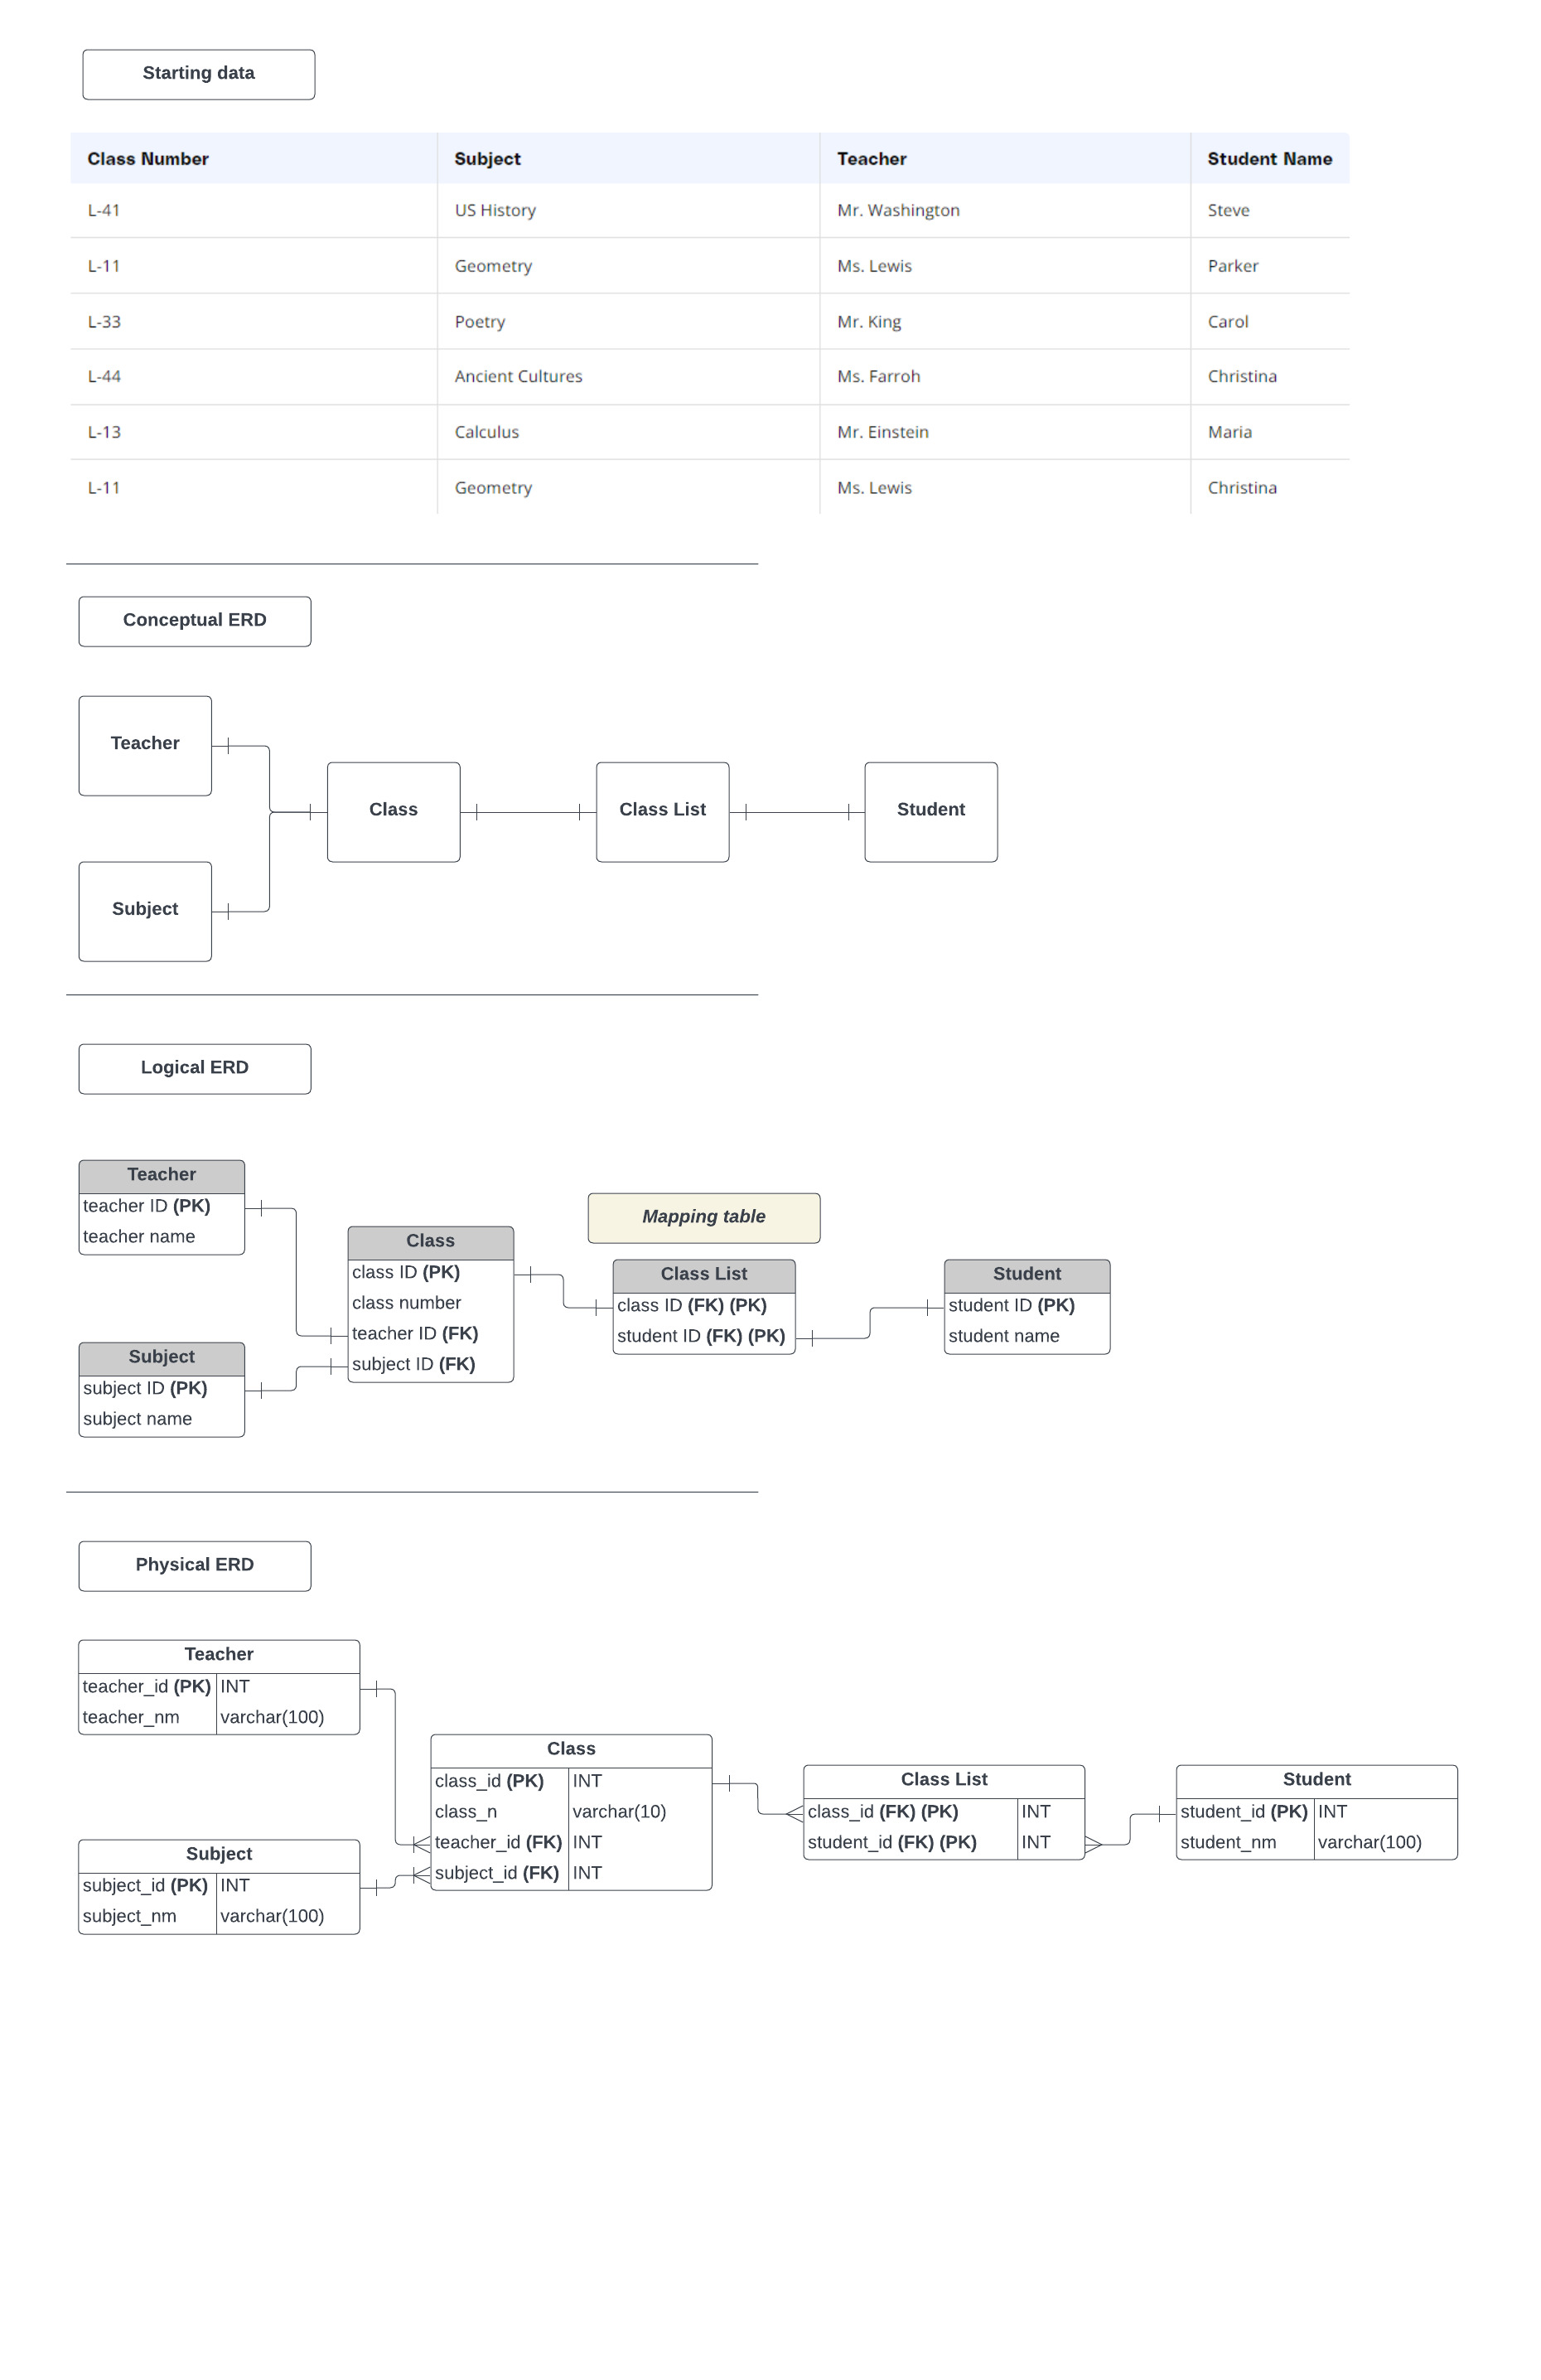 Starting data
Class Number Subject Teacher Student Name
L-41 US History Mr. Washington Steve
L-11 Geometry Ms. Lewis Parker
L-33 Poetry Mr. King Carol
L-44 Ancient Cultures Ms. Farroh Christina
L-13 Calculus Mr. Einstein Maria
L-11 Geometry Ms. Lewis Christina
Conceptual ERD
Teacher
Class
Class List
Student
Subject
Logical ERD
Teacher
teacher ID (PK)
teacher name
Subject
subject ID (PK)
subject name
Class
class ID (PK)
class number
teacher ID (FK)
subject ID (FK)
Mapping table
Class List
class ID (FK) (PK)
student ID (FK) (PK)
Student
student ID (PK)
student name
Physical ERD
Teacher
teacher_id (PK) INT
teacher_nm varchar(100)
Subject
subject_id (PK) INT
subject_nm varchar(100)
Class
class_id (PK) INT
class_n varchar(10)
teacher_id (FK) INT
subject_id (FK) INT
Class List
class_id (FK) (PK) INT
student_id (FK) (PK) INT
Student
student_id (PK) INT
student_nm varchar(100)